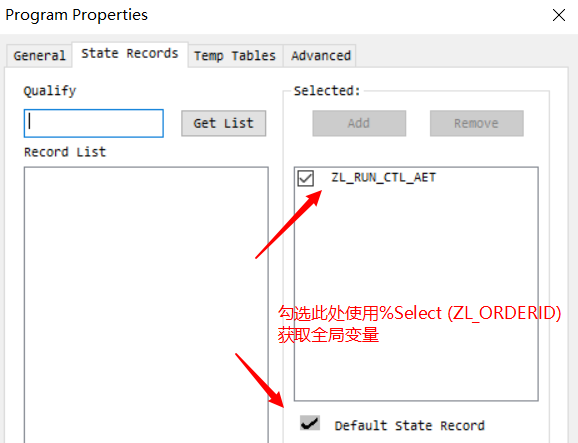 Program Properties
General State Records Temp Tables Advanced
Qualify
Selected:
Get List
Add Remove
Record List
ZL_RUN_CTL_AET
勾选此处使用%Select (ZL_ORDERID)
获取全局变量
Default State Record